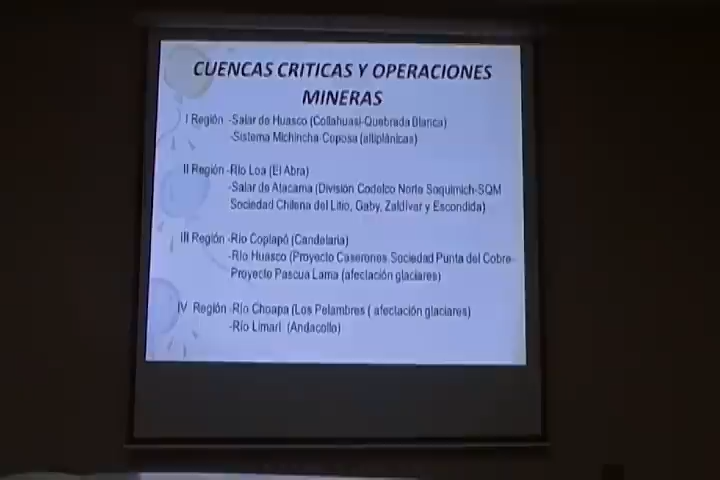 CUENCAS CRITICAS Y OPERACIONES
MINERAS
I Región -Salar de Huasco (Collahuasi-Quebrada Blanca)
-Sistema Michincha-Coposa (altiplánicas)
II Región -Río Loa (El Abra)
-Salar de Atacama (División Codelco Norte Soquimich-SQM
Sociedad Chilena del Litio, Gaby, Zaldívar y Escondida)
III Región -Río Copiapó (Candelaria)
-Río Huasco (Proyecto Caserones Sociedad Punta del Cobre-
Proyecto Pascua Lama (afectación glaciares)
IV Región -Río Choapa (Los Pelambres ( afectación glaciares)
-Río Limarí (Andacollo)